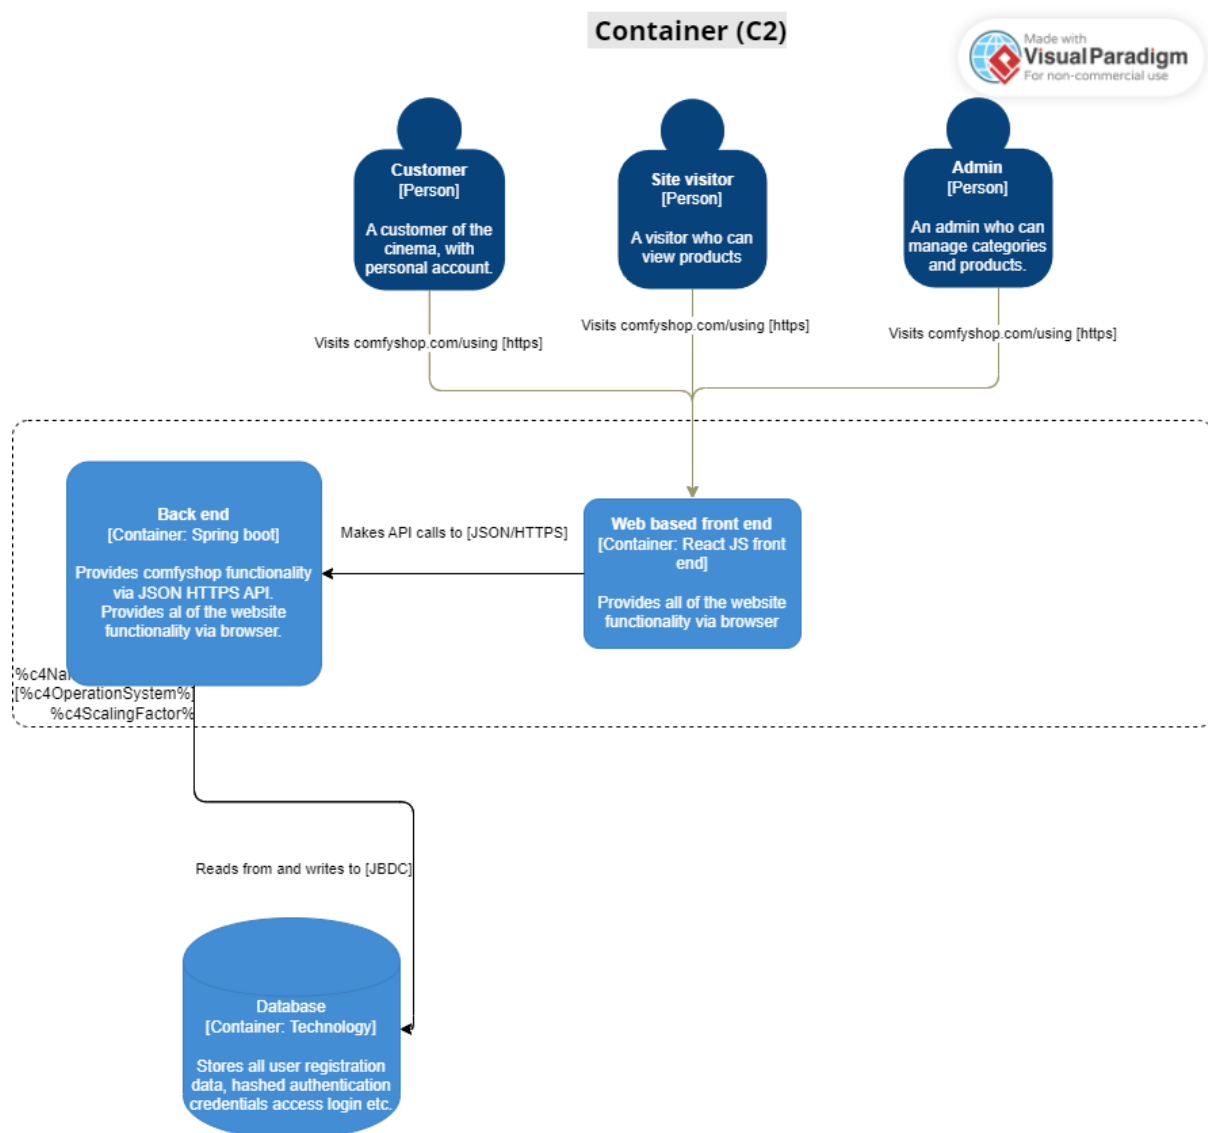 Container (C2)
Made with
Visual Paradigm
For non-commercial use
Customer
[Person]
A customer of the
cinema, with
personal account.
Site visitor
[Person]
A visitor who can
view products
Admin
[Person]
An admin who can
manage categories
and products.
Visits comfyshop.com/using [https]
Visits comfyshop.com/using [https]
Visits comfyshop.com/using [https]
Back end
[Container: Spring boot]
Provides comfyshop functionality
via JSON HTTPS API.
Provides al of the website
functionality via browser.
Makes API calls to [JSON/HTTPS]
Web based front end
[Container: React JS front
end]
Provides all of the website
functionality via browser
[%c4OperationSystem%]
%c4ScalingFactor%
Reads from and writes to [JBDC]
Database
[Container: Technology]
Stores all user registration
data, hashed authentication
credentials access login etc.